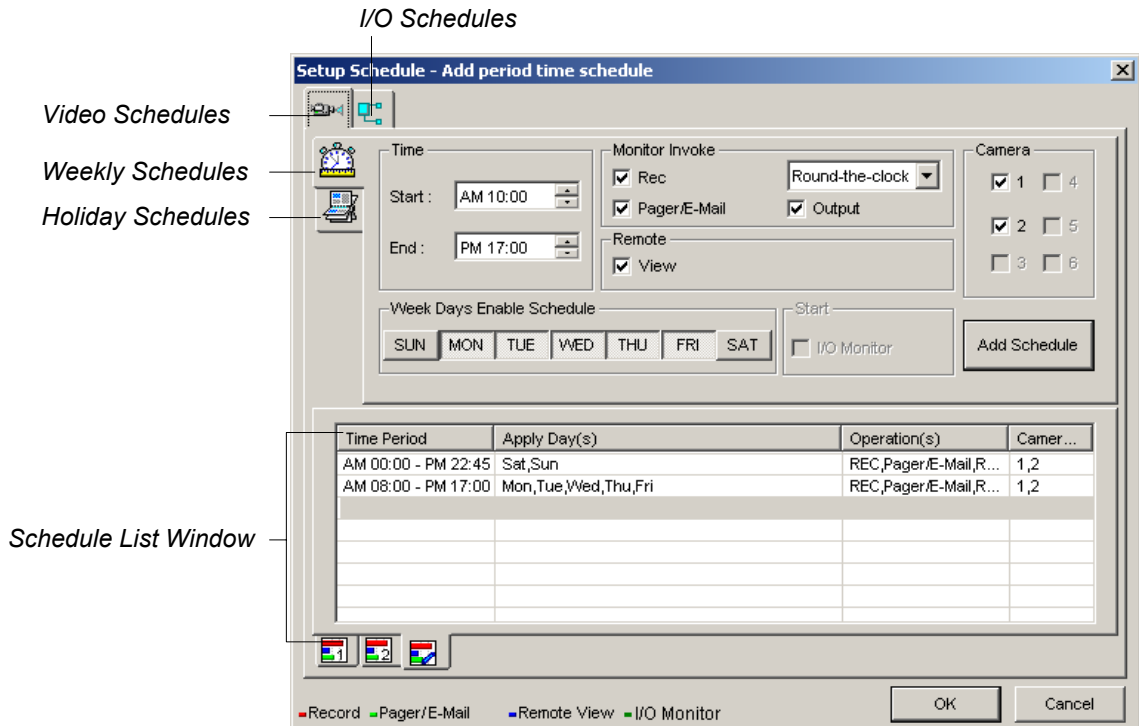 I/O Schedules
Setup Schedule - Add period time schedule
Video Schedules
Weekly Schedules
Holiday Schedules
Time
Start :
AM 10:00
End :
PM 17:00
Monitor Invoke
Rec
Round-the-clock
Pager/E-Mail
Output
Remote
View
Camera
1 4
2 5
3 6
Week Days Enable Schedule
SUN MON TUE WED THU FRI SAT
Start
I/O Monitor
Add Schedule
Schedule List Window
Time Period Apply Day(s) Operation(s) Camer...
AM 00:00 - PM 22:45 Sat,Sun REC,Pager/E-Mail,R... 1,2
AM 08:00 - PM 17:00 Mon,Tue,Wed,Thu,Fri REC,Pager/E-Mail,R... 1,2
1 2
Record Pager/E-Mail Remote View I/O Monitor
OK Cancel